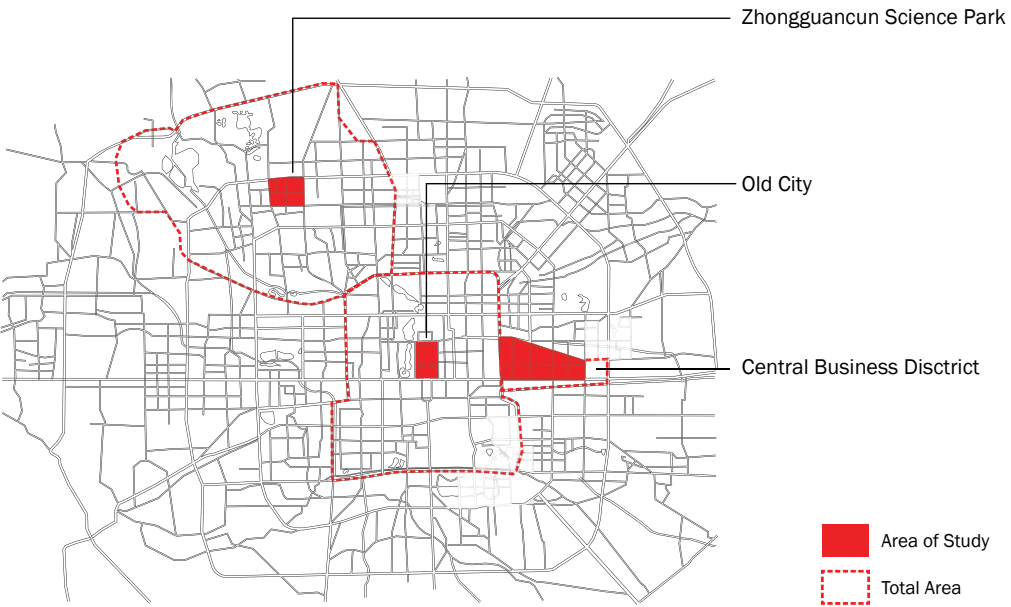 Zhongguancun Science Park
Old City
Central Business Disctrict
Area of Study
Total Area